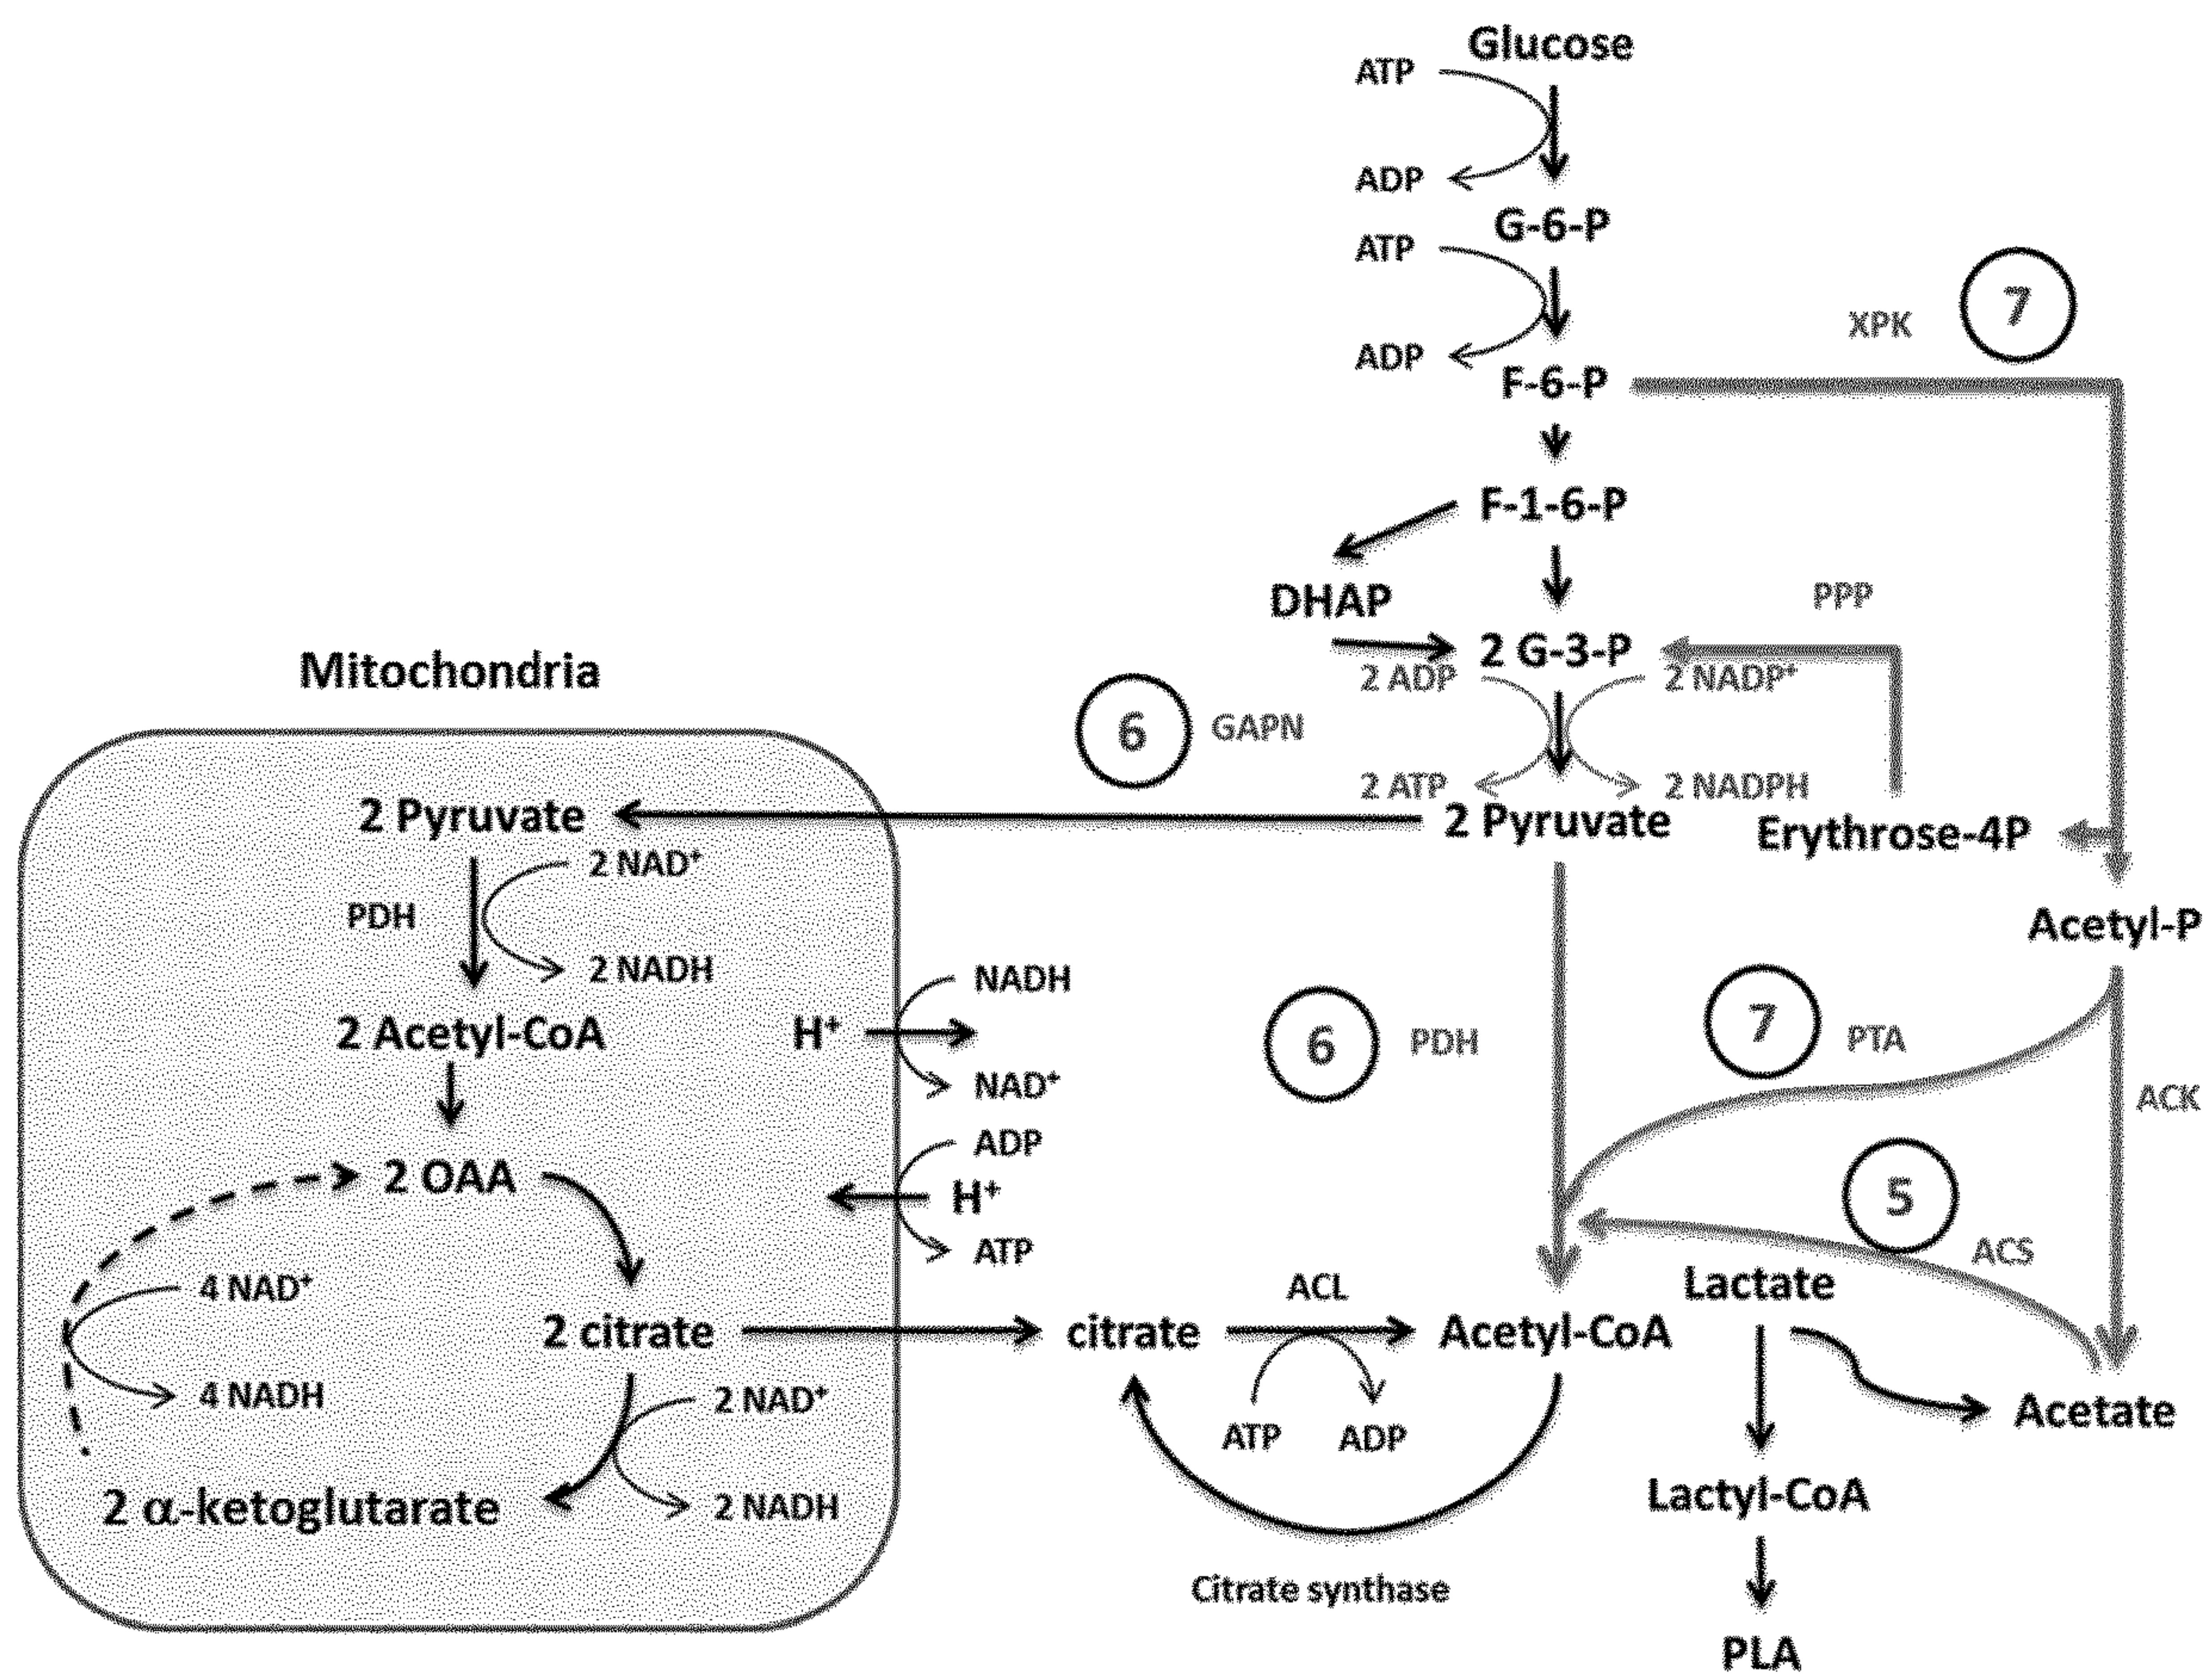 Glucose
ATP
ADP
G-6-P
ATP
ADP
XPK
7
F-6-P
F-1-6-P
DHAP
PPP
2 G-3-P
2 ADP
2 NADP⁺
6
GAPN
2 ATP
2 NADPH
2 Pyruvate
Erythrose-4P
Acetyl-P
Mitochondria
2 Pyruvate
2 NAD⁺
PDH
2 NADH
2 Acetyl-CoA
H⁺
NADH
NAD⁺
ADP
H⁺
ATP
6
PDH
7
PTA
ACK
5
ACS
2 OAA
4 NAD⁺
4 NADH
2 citrate
2 NAD⁺
2 NADH
2 α-ketoglutarate
citrate
ACL
ATP
ADP
Acetyl-CoA
Citrate synthase
Lactate
Acetate
Lactyl-CoA
PLA